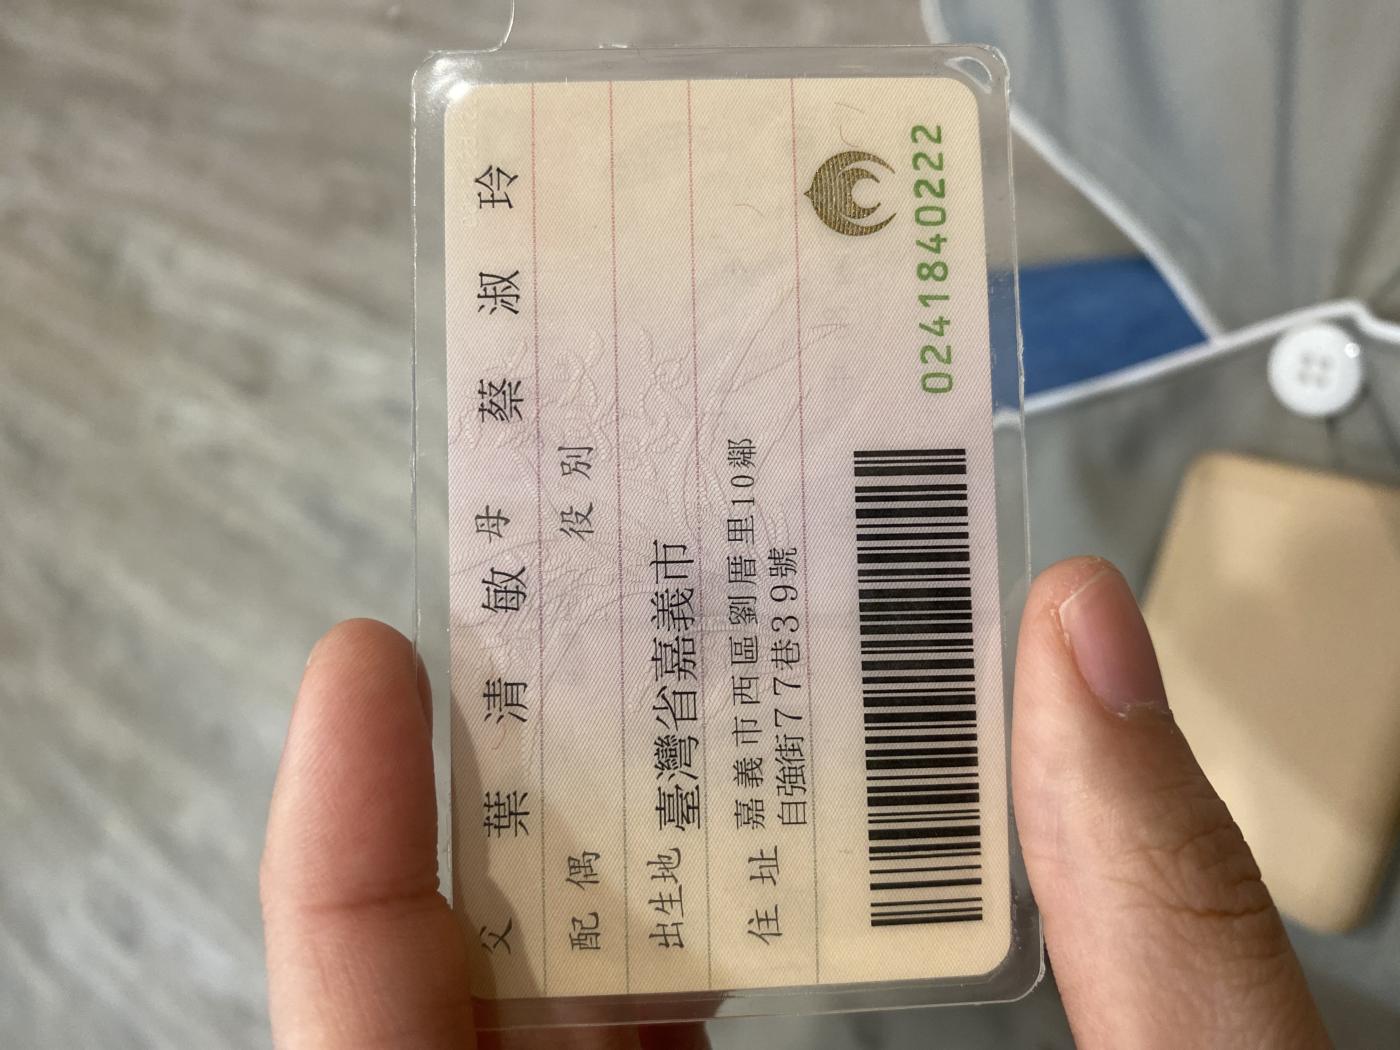 父 葉清敏 母 蔡淑玲
配偶 役別
出生地 臺灣省嘉義市
住址 嘉義市西區劉厝里10鄰
自強街77巷39號
0241840222